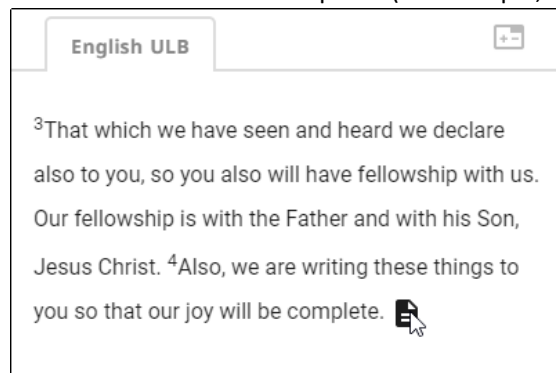 English ULB
³That which we have seen and heard we declare
also to you, so you also will have fellowship with us.
Our fellowship is with the Father and with his Son,
Jesus Christ. ⁴Also, we are writing these things to
you so that our joy will be complete.